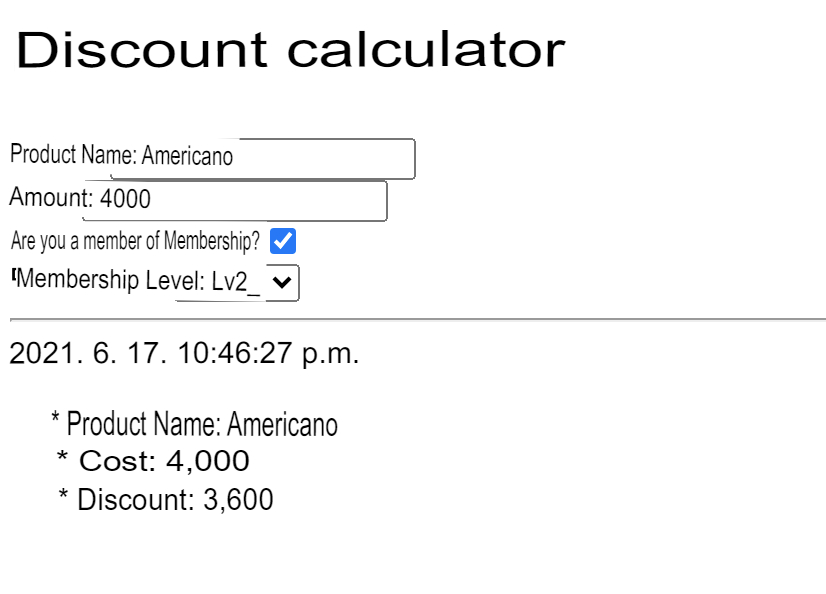 Discount calculator
Product Name: Americano
Amount: 4000
Are you a member of Membership?
Membership Level: Lv2_
2021. 6. 17. 10:46:27 p.m.
* Product Name: Americano
* Cost: 4,000
* Discount: 3,600